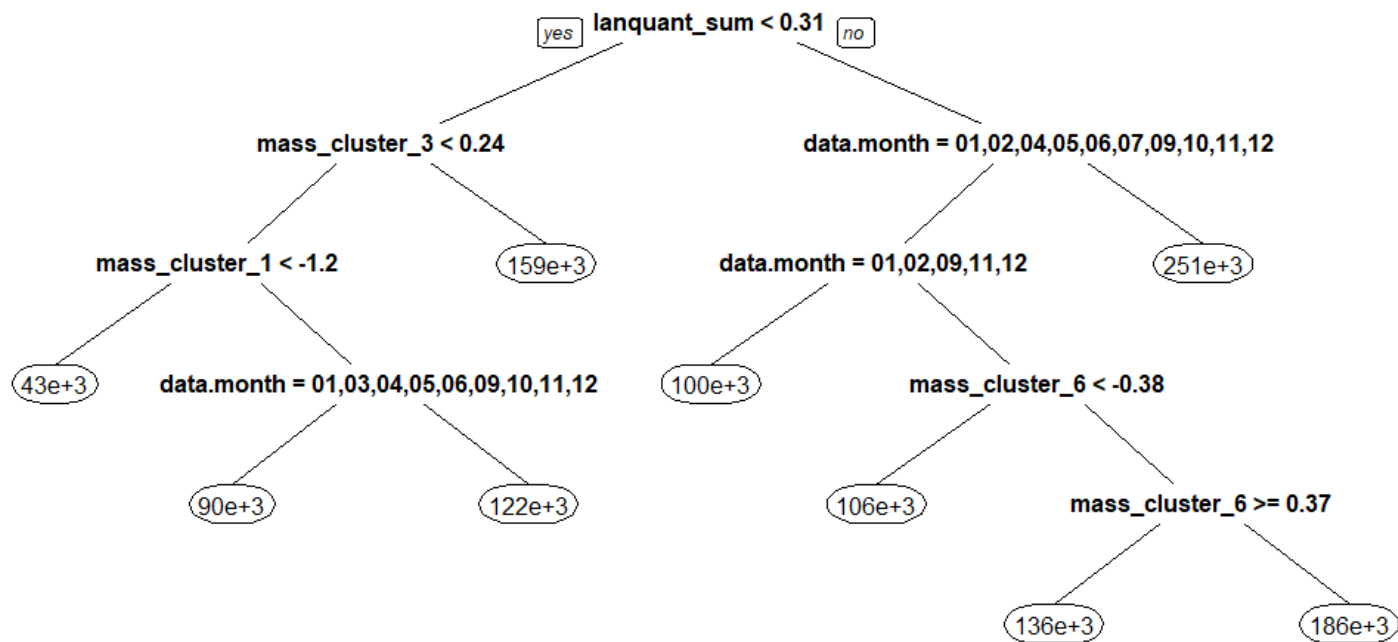 yes lanquant_sum < 0.31 no
mass_cluster_3 < 0.24 data.month = 01,02,04,05,06,07,09,10,11,12
mass_cluster_1 < -1.2 159e+3 data.month = 01,02,09,11,12 251e+3
43e+3 data.month = 01,03,04,05,06,09,10,11,12 100e+3 mass_cluster_6 < -0.38
90e+3 122e+3 106e+3 mass_cluster_6 >= 0.37
136e+3 186e+3